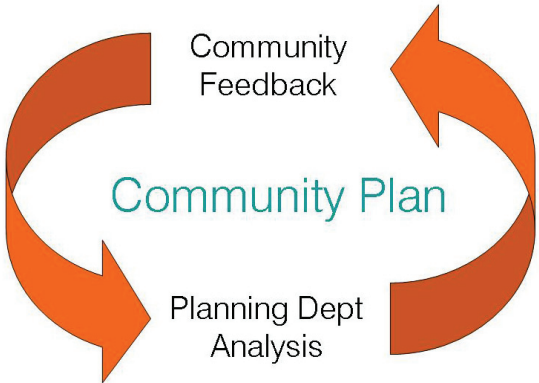 Community
Feedback
Community Plan
Planning Dept
Analysis